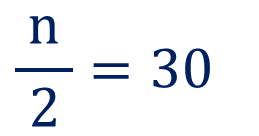 n/2 = 30